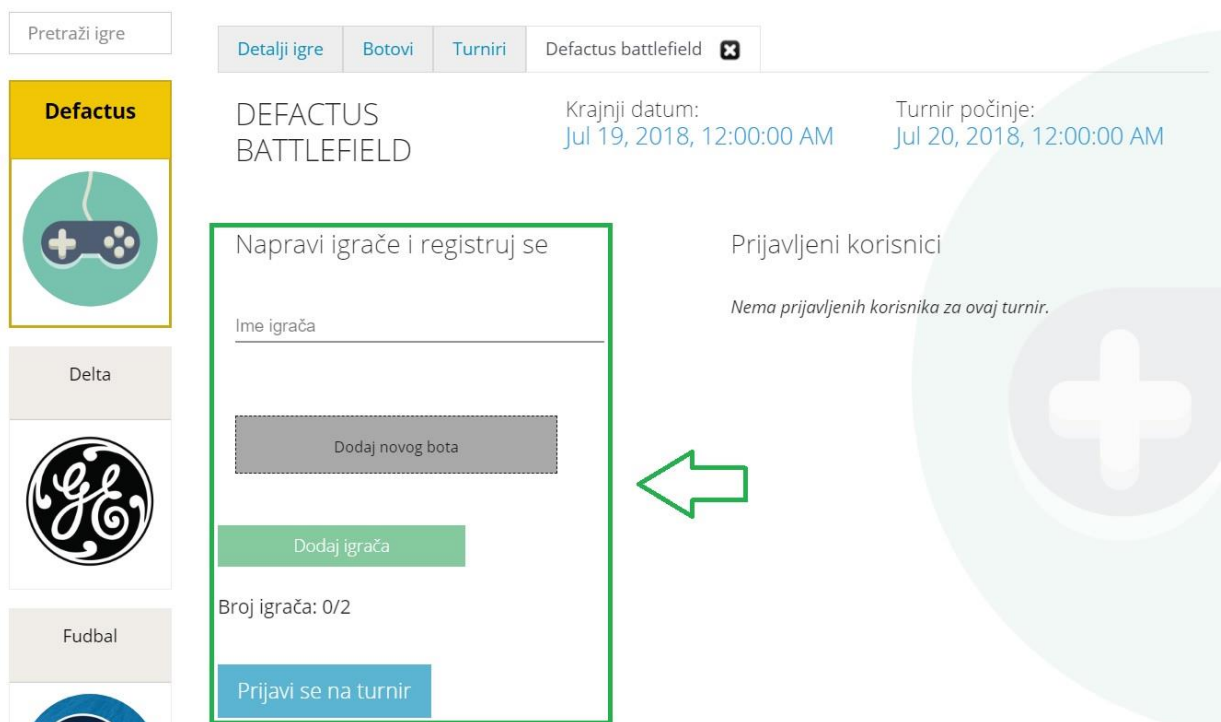 Pretraži igre
Defactus
Delta
Fudbal
Detalji igre Botovi Turniri Defactus battlefield
DEFACTUS
BATTLEFIELD
Krajnji datum:
Jul 19, 2018, 12:00:00 AM
Turnir počinje:
Jul 20, 2018, 12:00:00 AM
Napravi igrače i registruj se
Ime igrača
Dodaj novog bota
Dodaj igrača
Broj igrača: 0/2
Prijavi se na turnir
Prijavljeni korisnici
Nema prijavljenih korisnika za ovaj turnir.